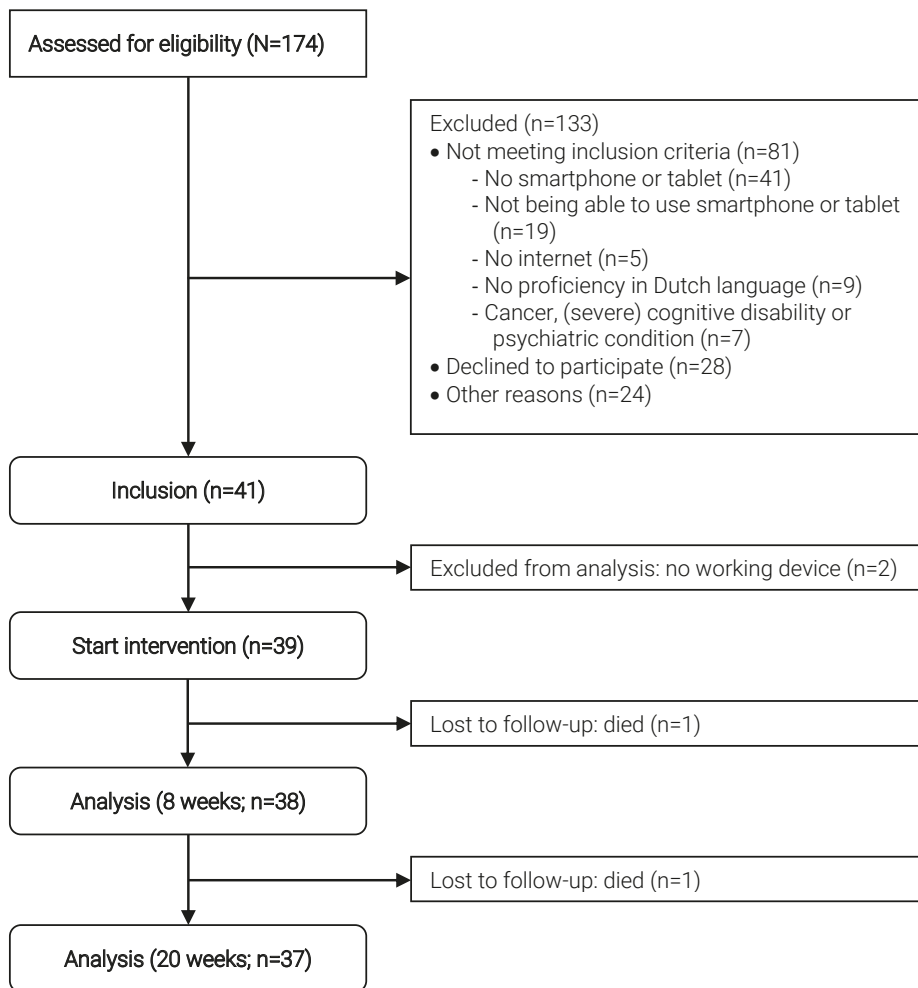 Assessed for eligibility (N=174)
Excluded (n=133)
• Not meeting inclusion criteria (n=81)
- No smartphone or tablet (n=41)
- Not being able to use smartphone or tablet
(n=19)
- No internet (n=5)
- No proficiency in Dutch language (n=9)
- Cancer, (severe) cognitive disability or
psychiatric condition (n=7)
• Declined to participate (n=28)
• Other reasons (n=24)
Inclusion (n=41)
Excluded from analysis: no working device (n=2)
Start intervention (n=39)
Lost to follow-up: died (n=1)
Analysis (8 weeks; n=38)
Lost to follow-up: died (n=1)
Analysis (20 weeks; n=37)